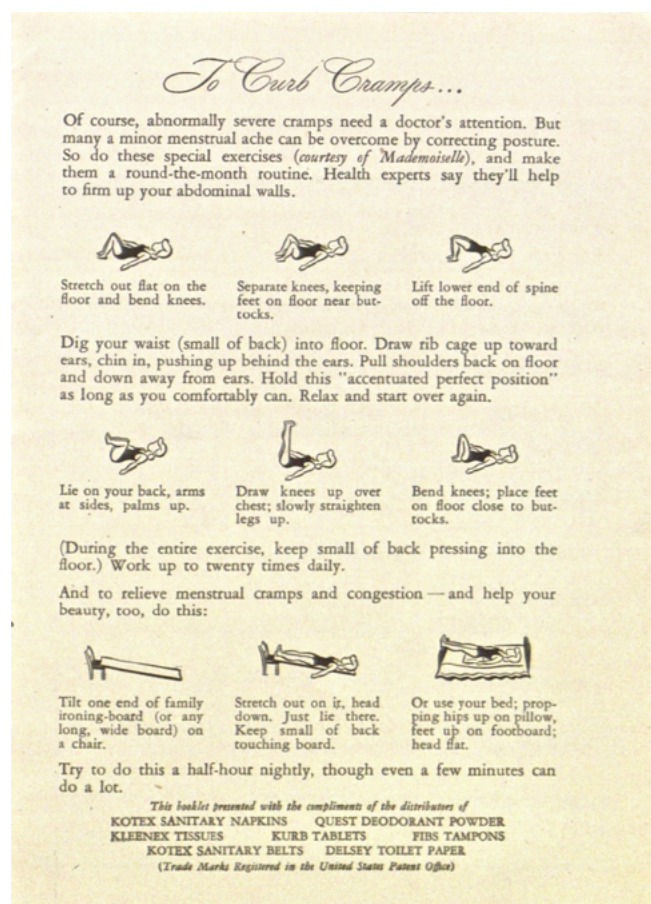 To Curb Cramps...
Of course, abnormally severe cramps need a doctor's attention. But
many a minor menstrual ache can be overcome by correcting posture.
So do these special exercises (courtesy of Mademoiselle), and make
them a round-the-month routine. Health experts say they'll help
to firm up your abdominal walls.
Stretch out flat on the
floor and bend knees.
Separate knees, keeping
feet on floor near but-
tocks.
Lift lower end of spine
off the floor.
Dig your waist (small of back) into floor. Draw rib cage up toward
ears, chin in, pushing up behind the ears. Pull shoulders back on floor
and down away from ears. Hold this "accentuated perfect position"
as long as you comfortably can. Relax and start over again.
Lie on your back, arms
at sides, palms up.
Draw knees up over
chest; slowly straighten
legs up.
Bend knees; place feet
on floor close to but-
tocks.
(During the entire exercise, keep small of back pressing into the
floor.) Work up to twenty times daily.
And to relieve menstrual cramps and congestion — and help your
beauty, too, do this:
Tilt one end of family
ironing-board (or any
long, wide board) on
a chair.
Stretch out on it, head
down. Just lie there.
Keep small of back
touching board.
Or use your bed; prop-
ping hips up on pillow,
feet up on footboard;
head flat.
Try to do this a half-hour nightly, though even a few minutes can
do a lot.
This booklet presented with the compliments of the distributors of
KOTEX SANITARY NAPKINS QUEST DEODORANT POWDER
KLEENEX TISSUES KURB TABLETS FIBS TAMPONS
KOTEX SANITARY BELTS DELSEY TOILET PAPER
(Trade Marks Registered in the United States Patent Office)